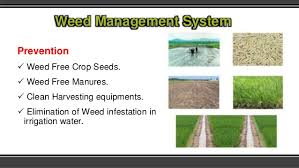 Weed Management System
Prevention
✓ Weed Free Crop Seeds.
✓ Weed Free Manures.
✓ Clean Harvesting equipments.
✓ Elimination of Weed infestation in
irrigation water.